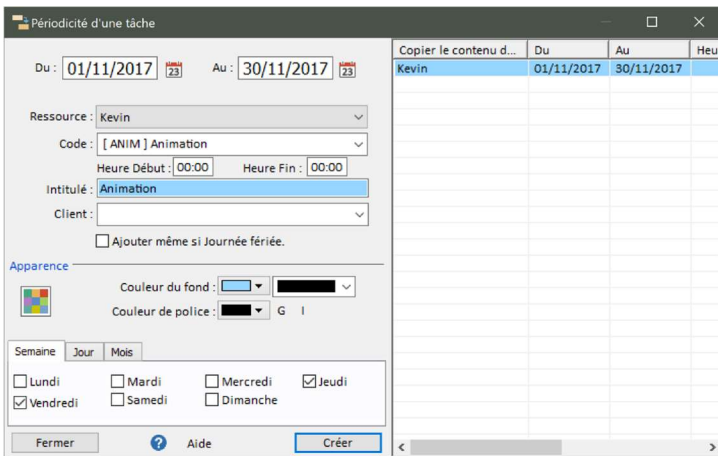 Périodicité d'une tâche
Du : 01/11/2017 23 Au : 30/11/2017 23
Ressource : Kevin
Code : [ ANIM ] Animation
Heure Début : 00:00 Heure Fin : 00:00
Intitulé : Animation
Client :
Ajouter même si Journée fériée.
Apparence
Couleur du fond :
Couleur de police : G I
Semaine Jour Mois
Lundi Mardi Mercredi Jeudi
Vendredi Samedi Dimanche
Fermer ? Aide Créer
Copier le contenu d... Du Au Heu
Kevin 01/11/2017 30/11/2017